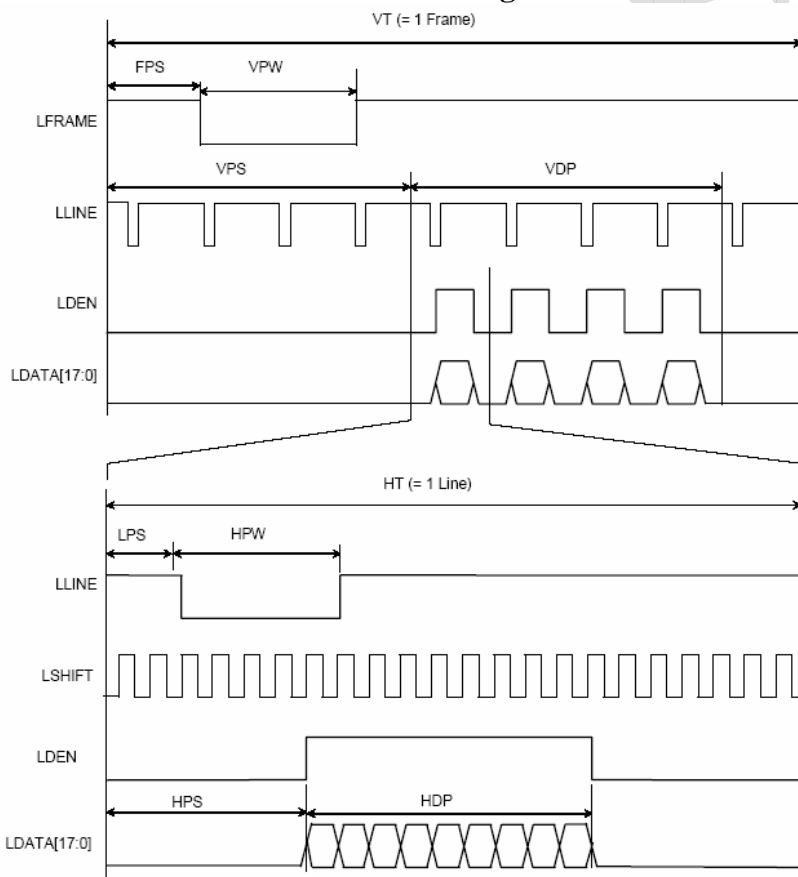 VT (= 1 Frame)
FPS
VPW
LFRAME
VPS
VDP
LLINE
LDEN
LDATA[17:0]
HT (= 1 Line)
LPS
HPW
LLINE
LSHIFT
LDEN
HPS
HDP
LDATA[17:0]